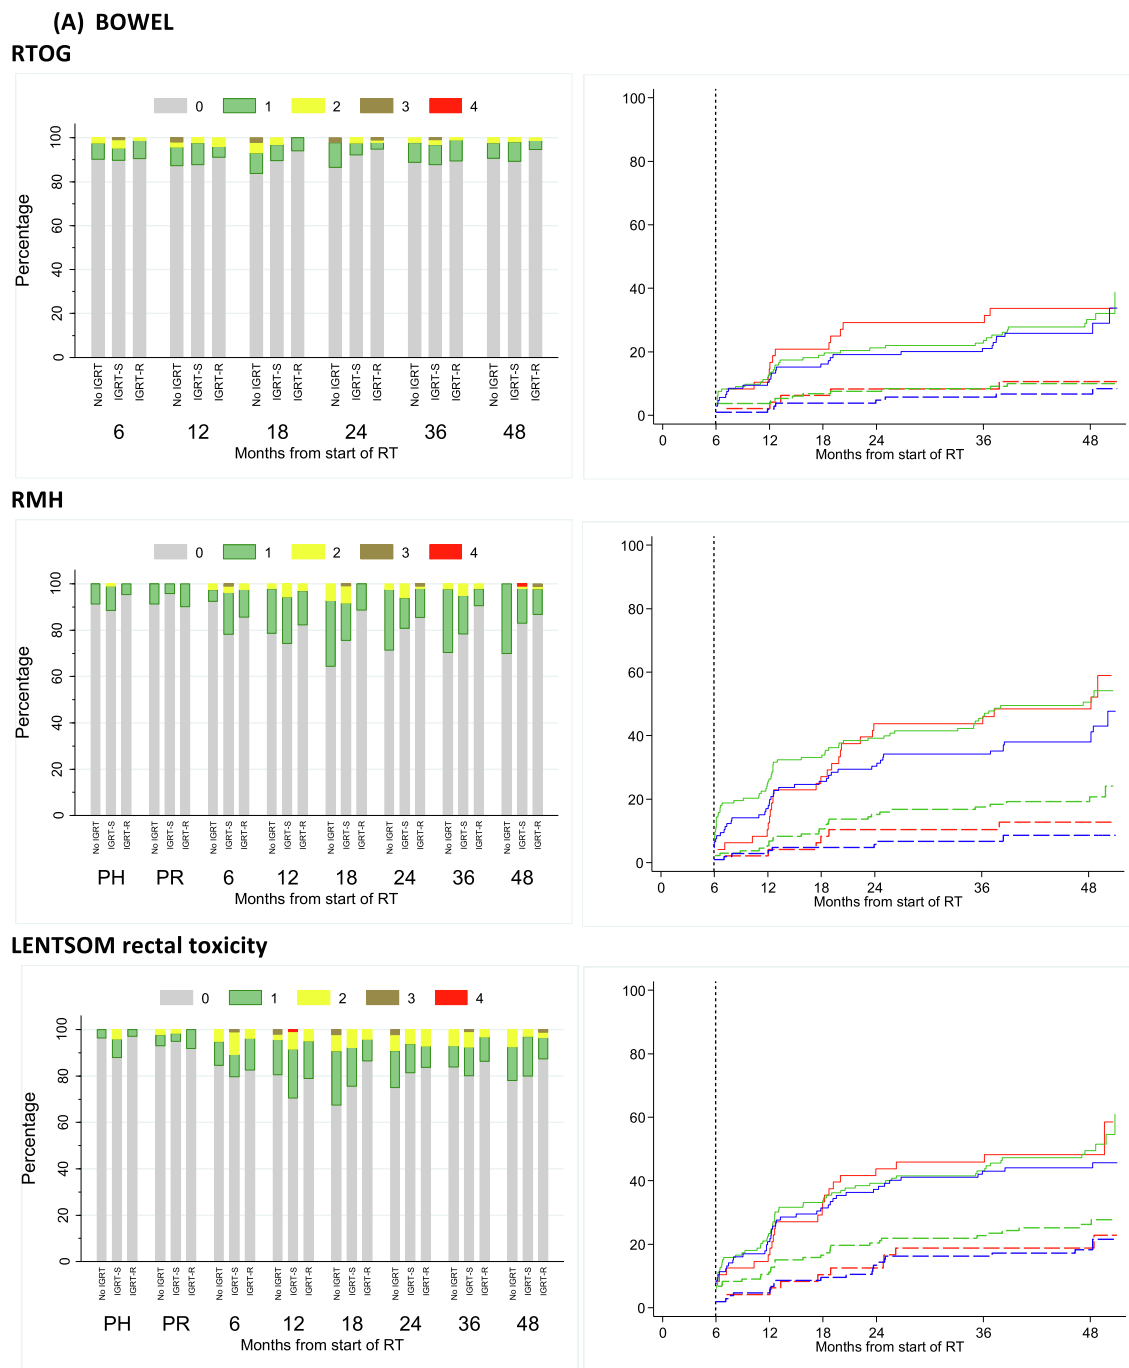 (A) BOWEL
RTOG
0 1 2 3 4
Percentage
0 20 40 60 80 100
No IGRT IGRT-S IGRT-R No IGRT IGRT-S IGRT-R No IGRT IGRT-S IGRT-R No IGRT IGRT-S IGRT-R No IGRT IGRT-S IGRT-R No IGRT IGRT-S IGRT-R
6 12 18 24 36 48
Months from start of RT
100
80
60
40
20
0
0 6 12 18 24 36 48
Months from start of RT
RMH
0 1 2 3 4
Percentage
0 20 40 60 80 100
No IGRT IGRT-S IGRT-R No IGRT IGRT-S IGRT-R No IGRT IGRT-S IGRT-R No IGRT IGRT-S IGRT-R No IGRT IGRT-S IGRT-R No IGRT IGRT-S IGRT-R No IGRT IGRT-S IGRT-R No IGRT IGRT-S IGRT-R
PH PR 6 12 18 24 36 48
Months from start of RT
100
80
60
40
20
0
0 6 12 18 24 36 48
Months from start of RT
LENTSOM rectal toxicity
0 1 2 3 4
Percentage
0 20 40 60 80 100
No IGRT IGRT-S IGRT-R No IGRT IGRT-S IGRT-R No IGRT IGRT-S IGRT-R No IGRT IGRT-S IGRT-R No IGRT IGRT-S IGRT-R No IGRT IGRT-S IGRT-R No IGRT IGRT-S IGRT-R No IGRT IGRT-S IGRT-R
PH PR 6 12 18 24 36 48
Months from start of RT
100
80
60
40
20
0
0 6 12 18 24 36 48
Months from start of RT